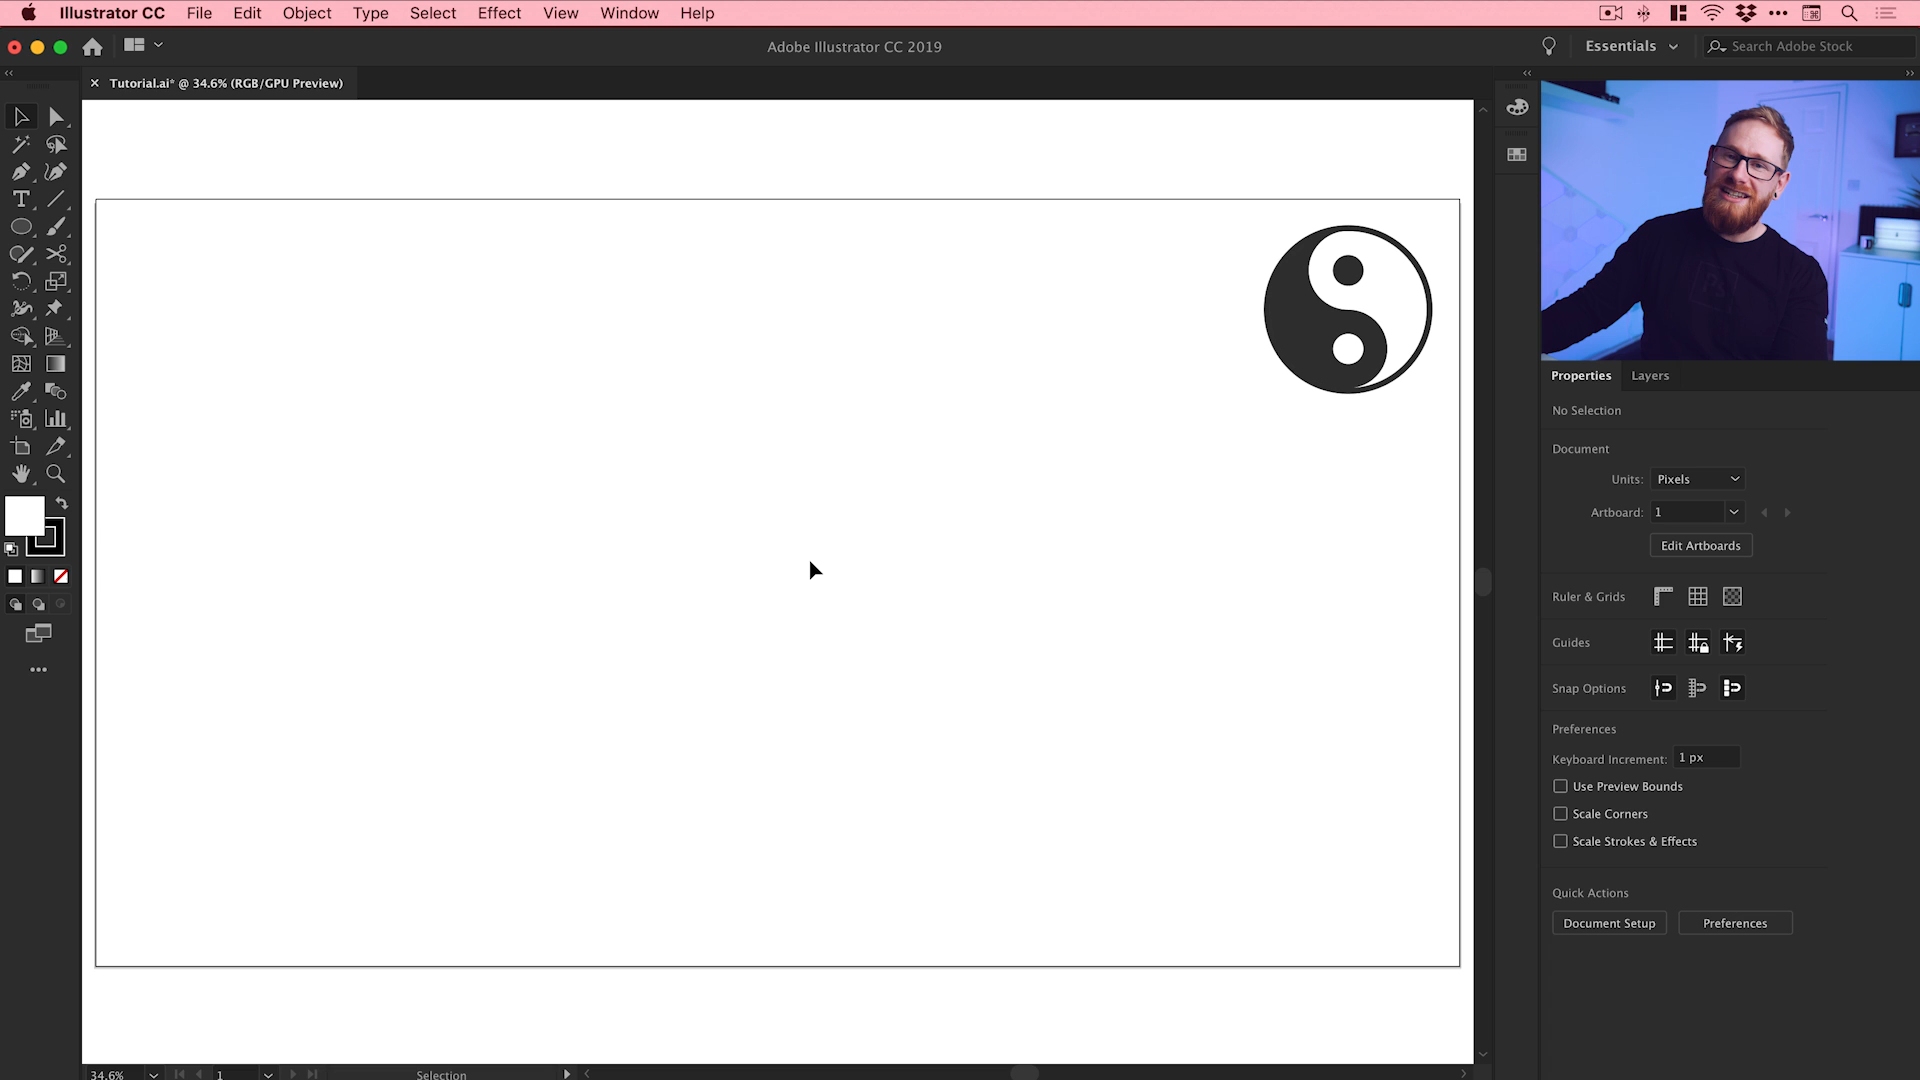 Illustrator CC File Edit Object Type Select Effect View Window Help
Adobe Illustrator CC 2019
Essentials
Search Adobe Stock
Tutorial.ai* @ 34.6% (RGB/GPU Preview)
T
Properties Layers
No Selection
Document
Units: Pixels
Artboard: 1
Edit Artboards
Ruler & Grids
Guides
Snap Options
Preferences
Keyboard Increment: 1 px
Use Preview Bounds
Scale Corners
Scale Strokes & Effects
Quick Actions
Document Setup Preferences
34.6% 1 Selection